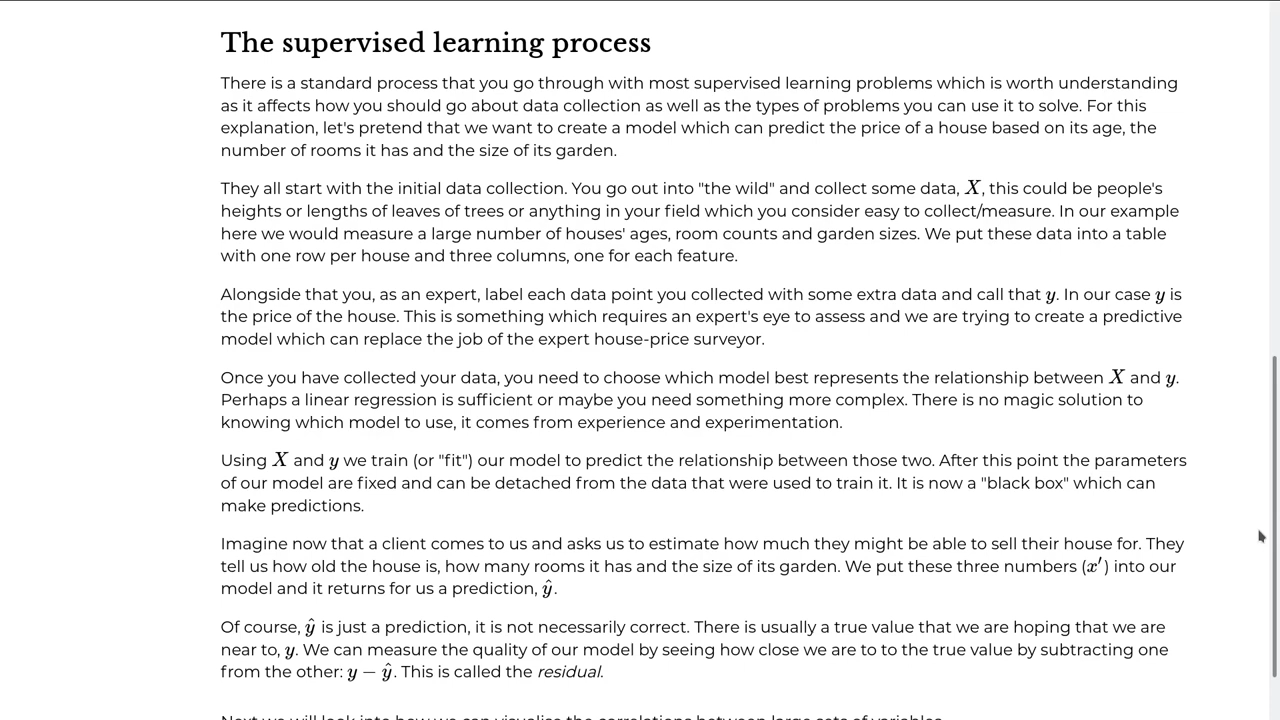 The supervised learning process
There is a standard process that you go through with most supervised learning problems which is worth understanding
as it affects how you should go about data collection as well as the types of problems you can use it to solve. For this
explanation, let's pretend that we want to create a model which can predict the price of a house based on its age, the
number of rooms it has and the size of its garden.
They all start with the initial data collection. You go out into "the wild" and collect some data, X, this could be people's
heights or lengths of leaves of trees or anything in your field which you consider easy to collect/measure. In our example
here we would measure a large number of houses' ages, room counts and garden sizes. We put these data into a table
with one row per house and three columns, one for each feature.
Alongside that you, as an expert, label each data point you collected with some extra data and call that y. In our case y is
the price of the house. This is something which requires an expert's eye to assess and we are trying to create a predictive
model which can replace the job of the expert house-price surveyor.
Once you have collected your data, you need to choose which model best represents the relationship between X and y.
Perhaps a linear regression is sufficient or maybe you need something more complex. There is no magic solution to
knowing which model to use, it comes from experience and experimentation.
Using X and y we train (or "fit") our model to predict the relationship between those two. After this point the parameters
of our model are fixed and can be detached from the data that were used to train it. It is now a "black box" which can
make predictions.
Imagine now that a client comes to us and asks us to estimate how much they might be able to sell their house for. They
tell us how old the house is, how many rooms it has and the size of its garden. We put these three numbers (x′) into our
model and it returns for us a prediction, ŷ.
Of course, ŷ is just a prediction, it is not necessarily correct. There is usually a true value that we are hoping that we are
near to, y. We can measure the quality of our model by seeing how close we are to to the true value by subtracting one
from the other: y − ŷ. This is called the residual.
Next we will look into how we can visualise the correlations between large sets of variables